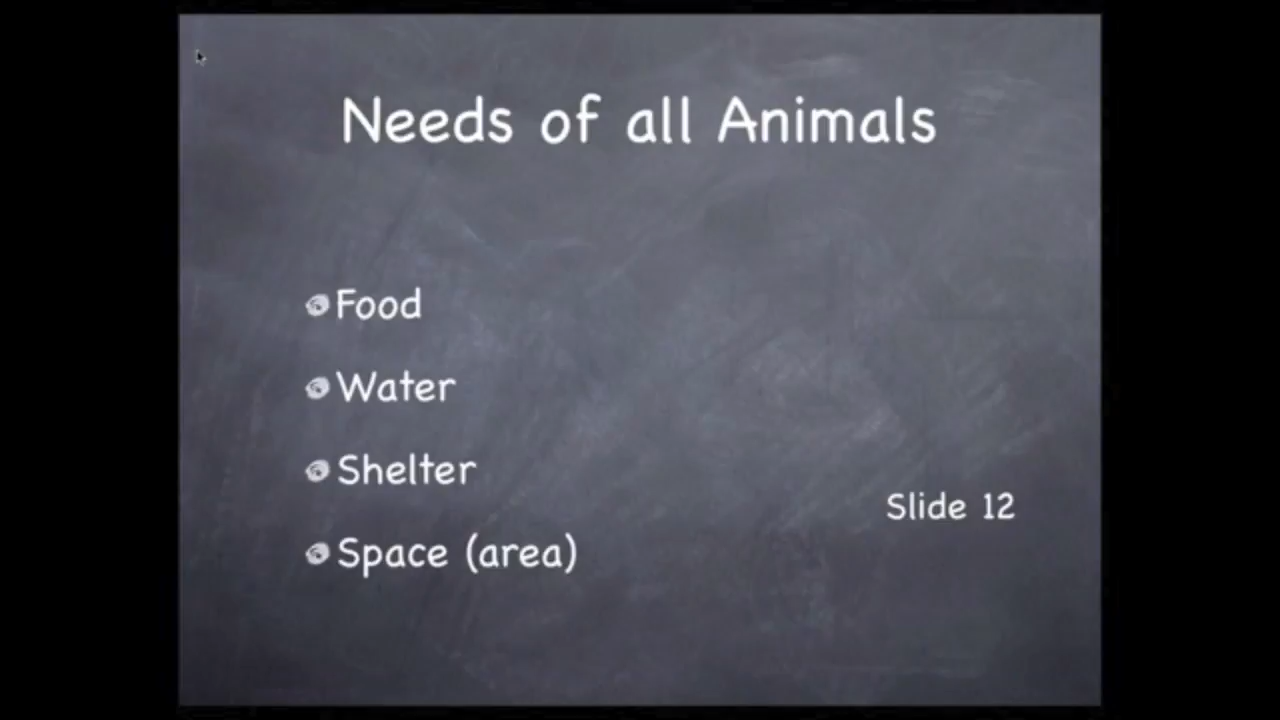 Needs of all Animals
Food
Water
Shelter
Slide 12
Space (area)